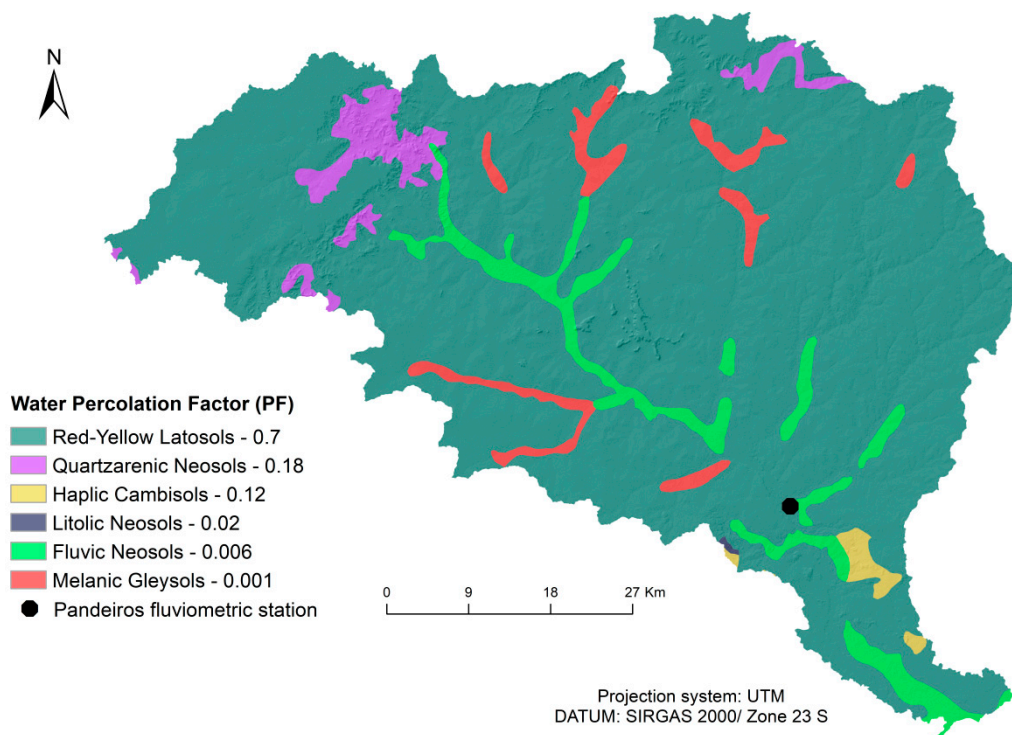 N
Water Percolation Factor (PF)
Red-Yellow Latosols - 0.7
Quartzarenic Neosols - 0.18
Haplic Cambisols - 0.12
Litolic Neosols - 0.02
Fluvic Neosols - 0.006
Melanic Gleysols - 0.001
Pandeiros fluviometric station
0 9 18 27 Km
Projection system: UTM
DATUM: SIRGAS 2000/ Zone 23 S